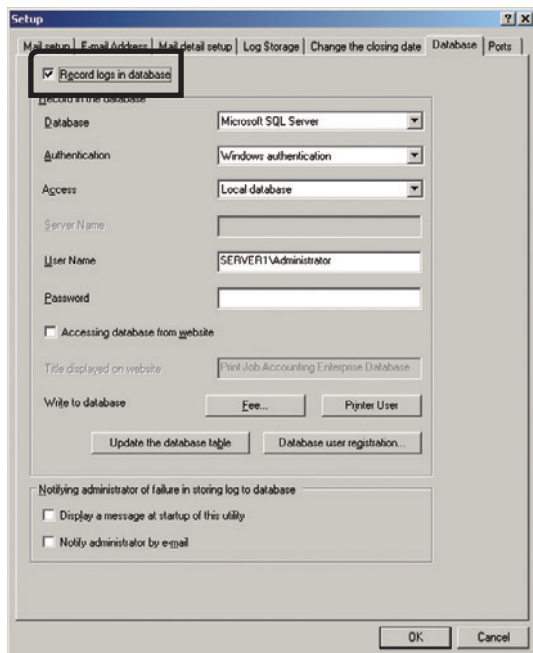 Setup
Mail setup E-mail Address Mail detail setup Log Storage Change the closing date Database Ports
Record logs in database
Record in the database
Database Microsoft SQL Server
Authentication Windows authentication
Access Local database
Server Name
User Name SERVER1\Administrator
Password
Accessing database from website
Title displayed on website Print Job Accounting Enterprise Database
Write to database Fee... Printer User
Update the database table Database user registration...
Notifying administrator of failure in storing log to database
Display a message at startup of this utility
Notify administrator by e-mail
OK Cancel